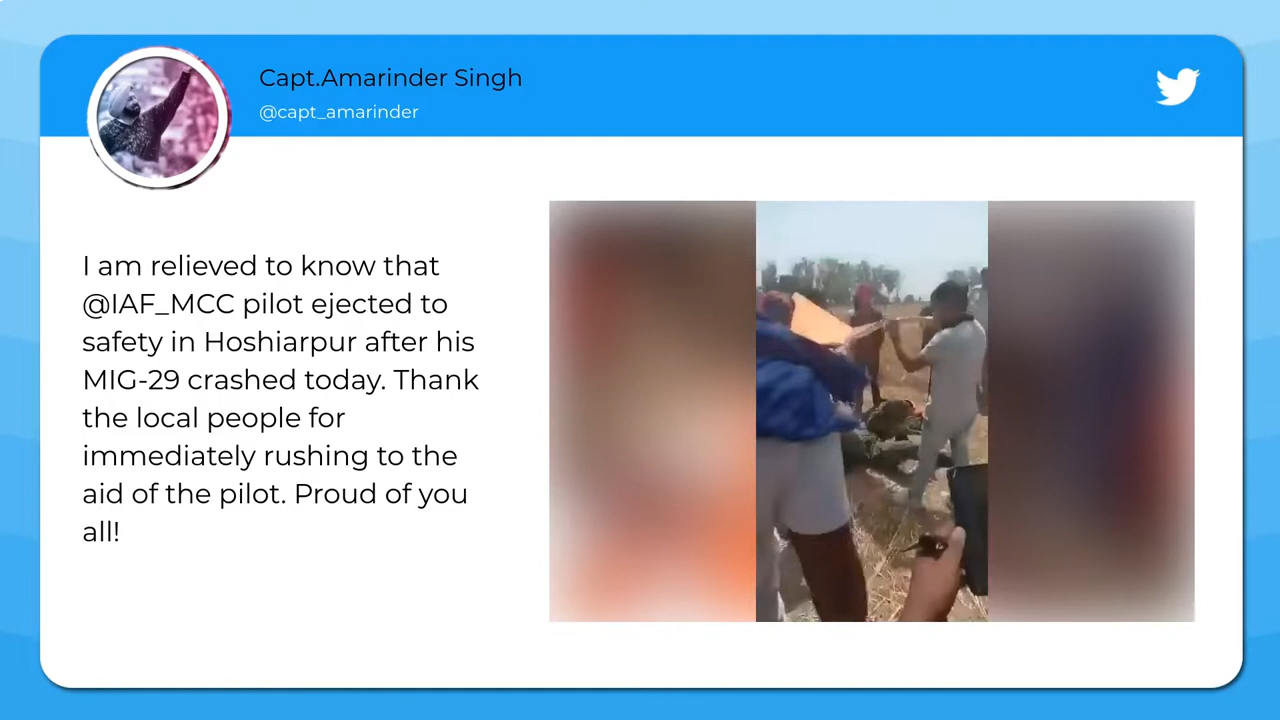 Capt.Amarinder Singh
@capt_amarinder
I am relieved to know that
@IAF_MCC pilot ejected to
safety in Hoshiarpur after his
MIG-29 crashed today. Thank
the local people for
immediately rushing to the
aid of the pilot. Proud of you
all!